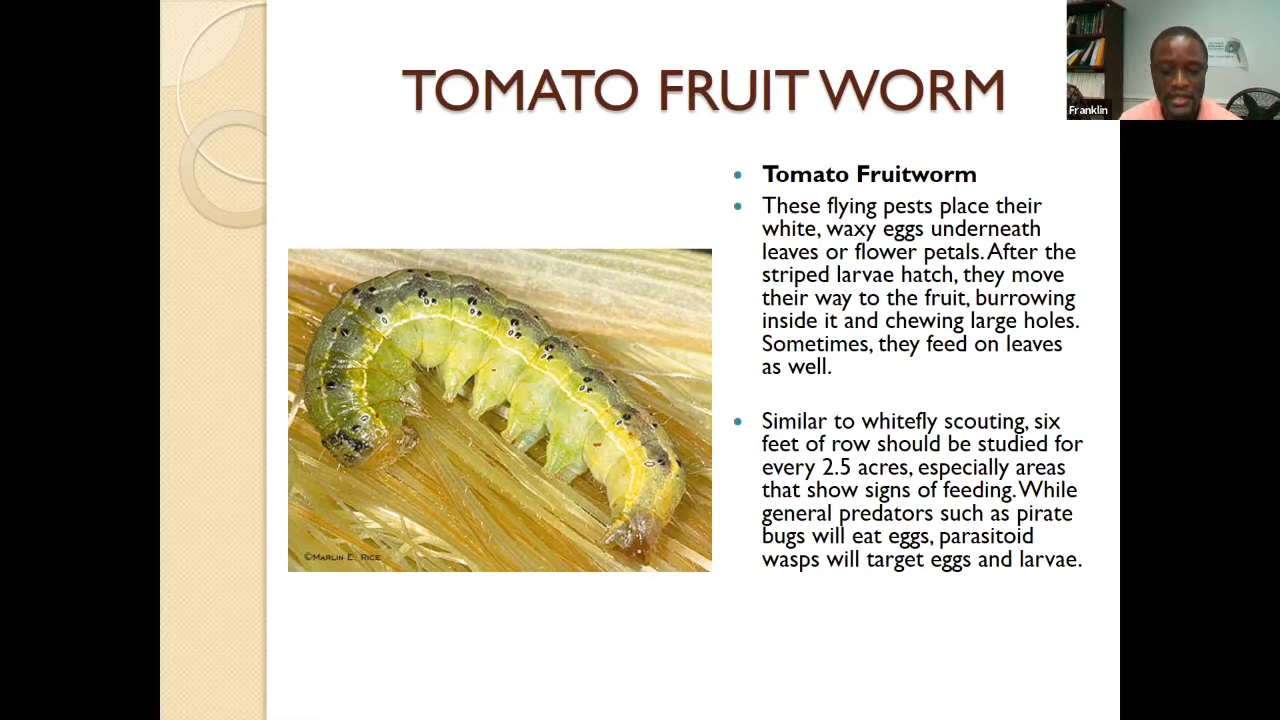 TOMATO FRUIT WORM
Franklin
Tomato Fruitworm
These flying pests place their
white, waxy eggs underneath
leaves or flower petals. After the
striped larvae hatch, they move
their way to the fruit, burrowing
inside it and chewing large holes.
Sometimes, they feed on leaves
as well.
Similar to whitefly scouting, six
feet of row should be studied for
every 2.5 acres, especially areas
that show signs of feeding. While
general predators such as pirate
bugs will eat eggs, parasitoid
wasps will target eggs and larvae.
©MARLIN E. RICE